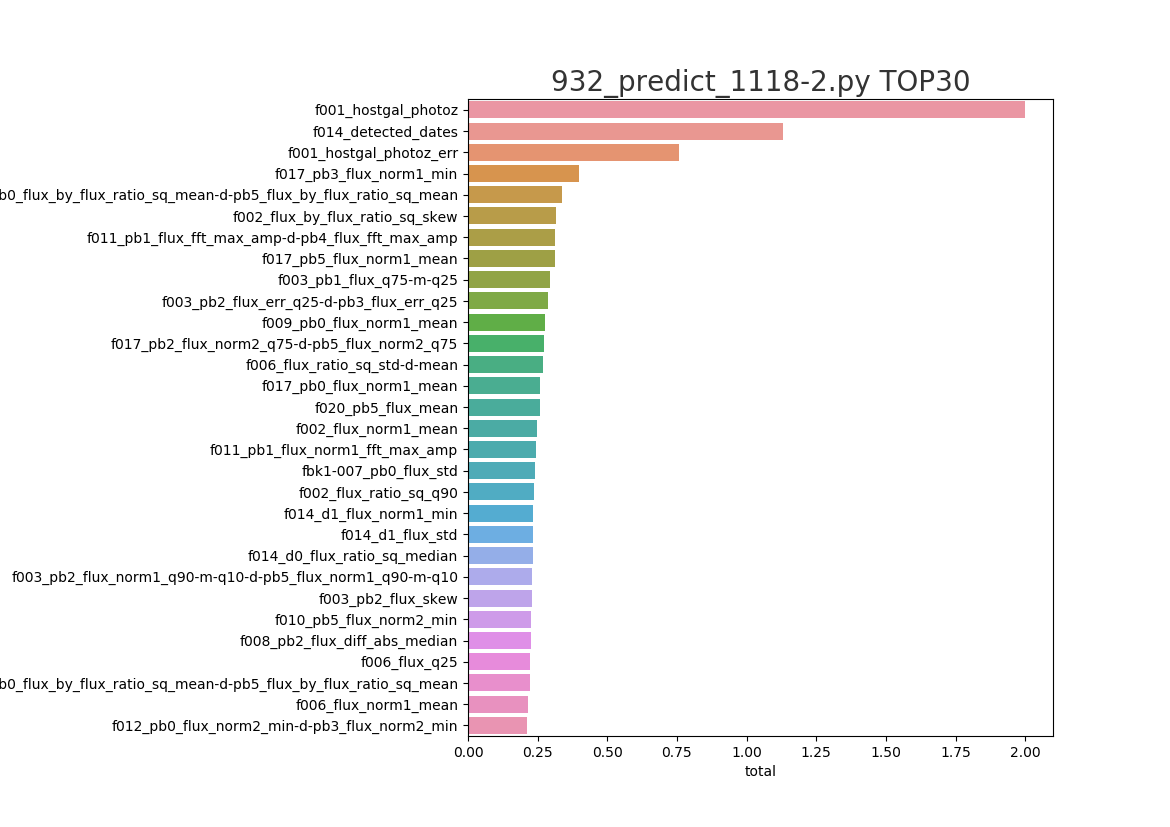 932_predict_1118-2.py TOP30
f001_hostgal_photoz
f014_detected_dates
f001_hostgal_photoz_err
f017_pb3_flux_norm1_min
b0_flux_by_flux_ratio_sq_mean-d-pb5_flux_by_flux_ratio_sq_mean
f002_flux_by_flux_ratio_sq_skew
f011_pb1_flux_fft_max_amp-d-pb4_flux_fft_max_amp
f017_pb5_flux_norm1_mean
f003_pb1_flux_q75-m-q25
f003_pb2_flux_err_q25-d-pb3_flux_err_q25
f009_pb0_flux_norm1_mean
f017_pb2_flux_norm2_q75-d-pb5_flux_norm2_q75
f006_flux_ratio_sq_std-d-mean
f017_pb0_flux_norm1_mean
f020_pb5_flux_mean
f002_flux_norm1_mean
f011_pb1_flux_norm1_fft_max_amp
fbk1-007_pb0_flux_std
f002_flux_ratio_sq_q90
f014_d1_flux_norm1_min
f014_d1_flux_std
f014_d0_flux_ratio_sq_median
f003_pb2_flux_norm1_q90-m-q10-d-pb5_flux_norm1_q90-m-q10
f003_pb2_flux_skew
f010_pb5_flux_norm2_min
f008_pb2_flux_diff_abs_median
f006_flux_q25
b0_flux_by_flux_ratio_sq_mean-d-pb5_flux_by_flux_ratio_sq_mean
f006_flux_norm1_mean
f012_pb0_flux_norm2_min-d-pb3_flux_norm2_min
0.00 0.25 0.50 0.75 1.00 1.25 1.50 1.75 2.00
total